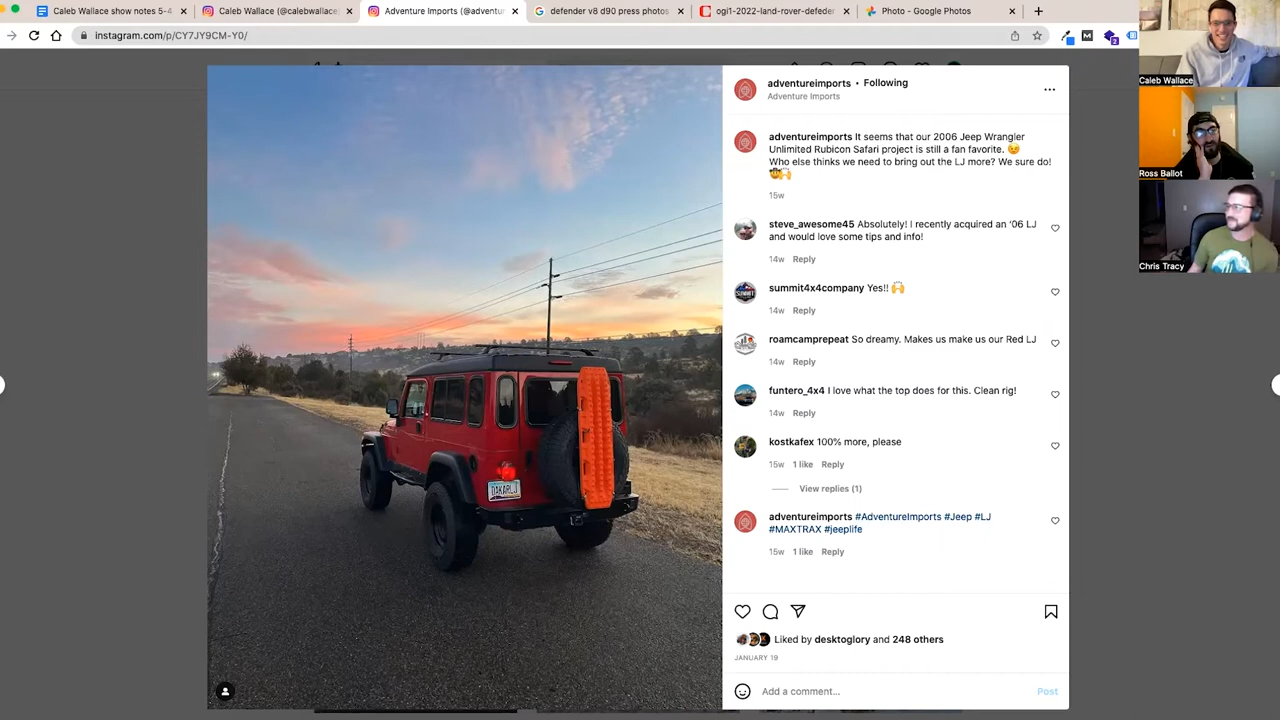 Caleb Wallace show notes 5-4
Caleb Wallace (@calebwallace:
Adventure Imports (@adventur
defender v8 d90 press photos
ogi1-2022-land-rover-defeder
Photo - Google Photos
instagram.com/p/CY7JY9CM-Y0/
2
Caleb Wallace
Ross Ballot
Chris Tracy
adventureimports • Following
Adventure Imports
adventureimports It seems that our 2006 Jeep Wrangler
Unlimited Rubicon Safari project is still a fan favorite. 😉
Who else thinks we need to bring out the LJ more? We sure do!
🤠🙌
15w
steve_awesome45 Absolutely! I recently acquired an '06 LJ
and would love some tips and info!
14w Reply
summit4x4company Yes!! 🙌
SUMMIT
14w Reply
roamcamprepeat So dreamy. Makes us make us our Red LJ
14w Reply
funtero_4x4 I love what the top does for this. Clean rig!
14w Reply
kostkafex 100% more, please
15w 1 like Reply
View replies (1)
adventureimports #AdventureImports #Jeep #LJ
#MAXTRAX #jeeplife
15w 1 like Reply
Liked by desktoglory and 248 others
JANUARY 19
Add a comment...
Post
DAKARLJ